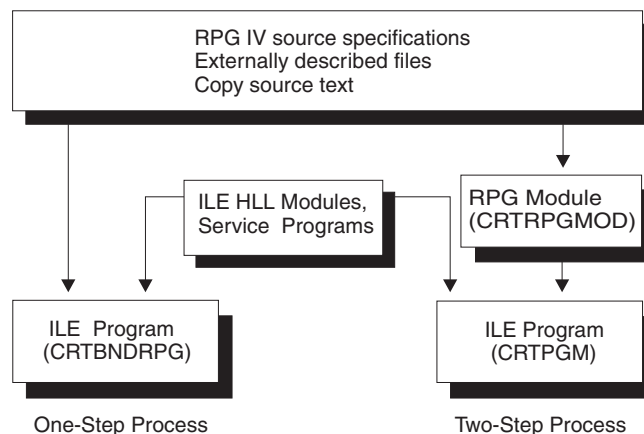 RPG IV source specifications
Externally described files
Copy source text
ILE HLL Modules,
Service Programs
RPG Module
(CRTRPGMOD)
ILE Program
(CRTBNDRPG)
ILE Program
(CRTPGM)
One-Step Process
Two-Step Process